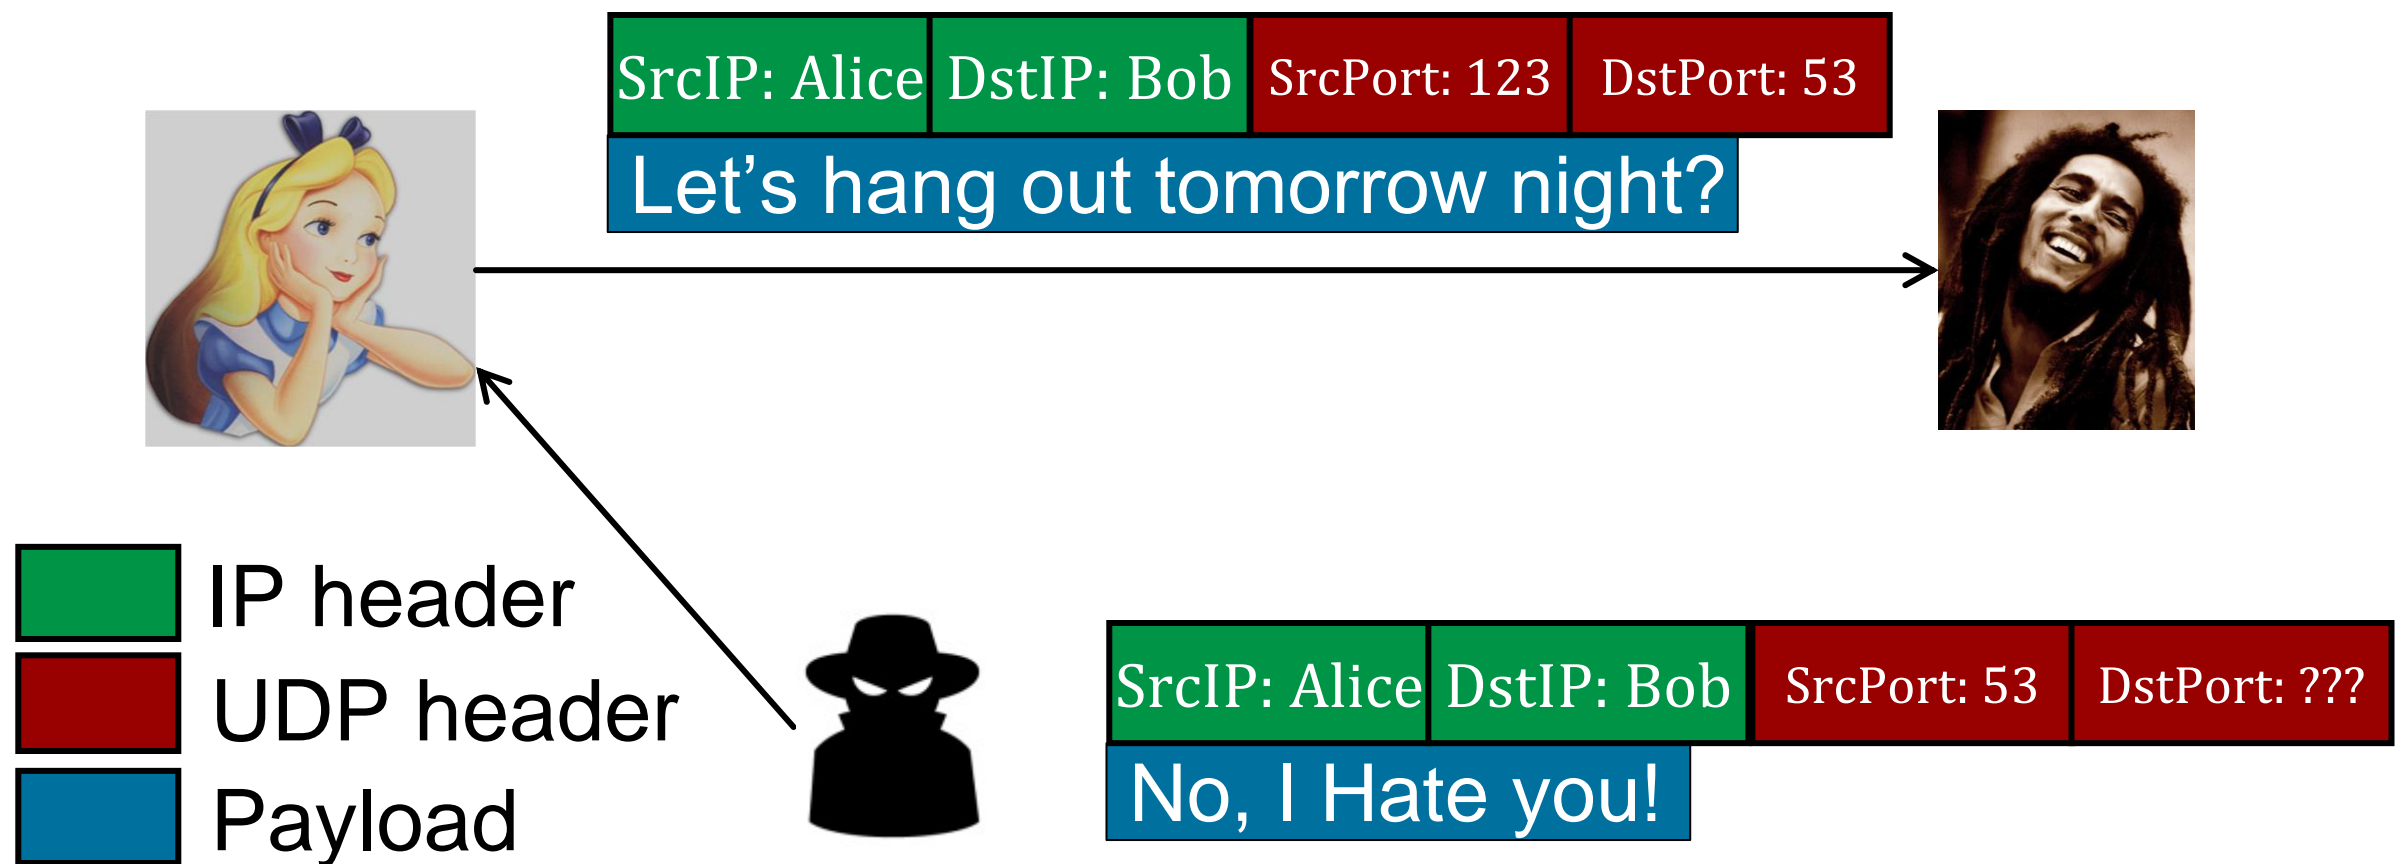 SrcIP: Alice DstIP: Bob SrcPort: 123 DstPort: 53
Let’s hang out tomorrow night?
IP header
UDP header
Payload
SrcIP: Alice DstIP: Bob SrcPort: 53 DstPort: ???
No, I Hate you!